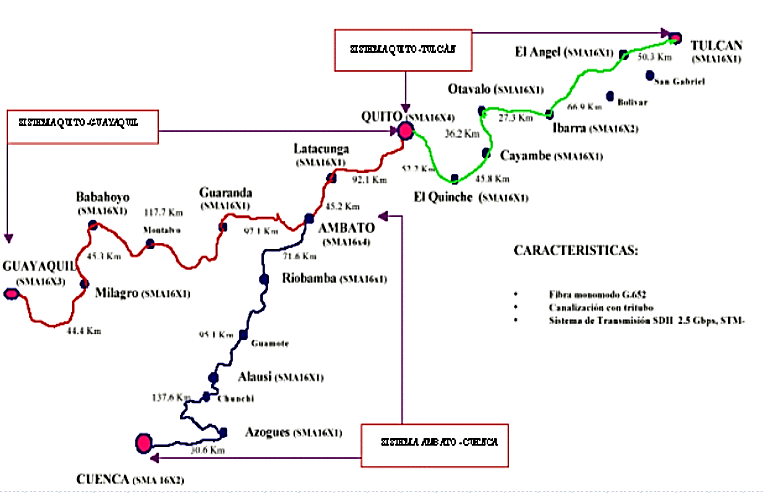 SISTEMA QUITO -TULCAN
El Angel (SMA16X1)
TULCAN
(SMA16X1)
50.3 Km
San Gabriel
Bolivar
66.9 Km
Otavalo (SMA16X1)
27.3 Km
Ibarra (SMA16X2)
QUITO (SMA16X4)
36.2 Km
Cayambe (SMA16X1)
45.8 Km
El Quinche (SMA16X1)
SISTEMA QUITO -GUAYAQUIL
Latacunga
(SMA16X1)
92.1 Km
45.2 Km
Guaranda
(SMA16X1)
Babahoyo
(SMA16X1)
117.7 Km
Montalvo
97.1 Km
AMBATO
(SMA16x4)
45.3 Km
GUAYAQUIL
(SMA16X3)
Milagro (SMA16X1)
44.4 Km
71.6 Km
Riobamba (SMA16x1)
95.1 Km
Guamote
Alausi (SMA16X1)
137.6 Km
Chunchi
Azogues (SMA16X1)
30.6 Km
CUENCA (SMA 16X2)
SISTEMA AMBATO -CUENCA
CARACTERISTICAS:
• Fibra monomodo G.652
• Canalización con tritubo
• Sistema de Transmisión SDH 2.5 Gbps, STM-